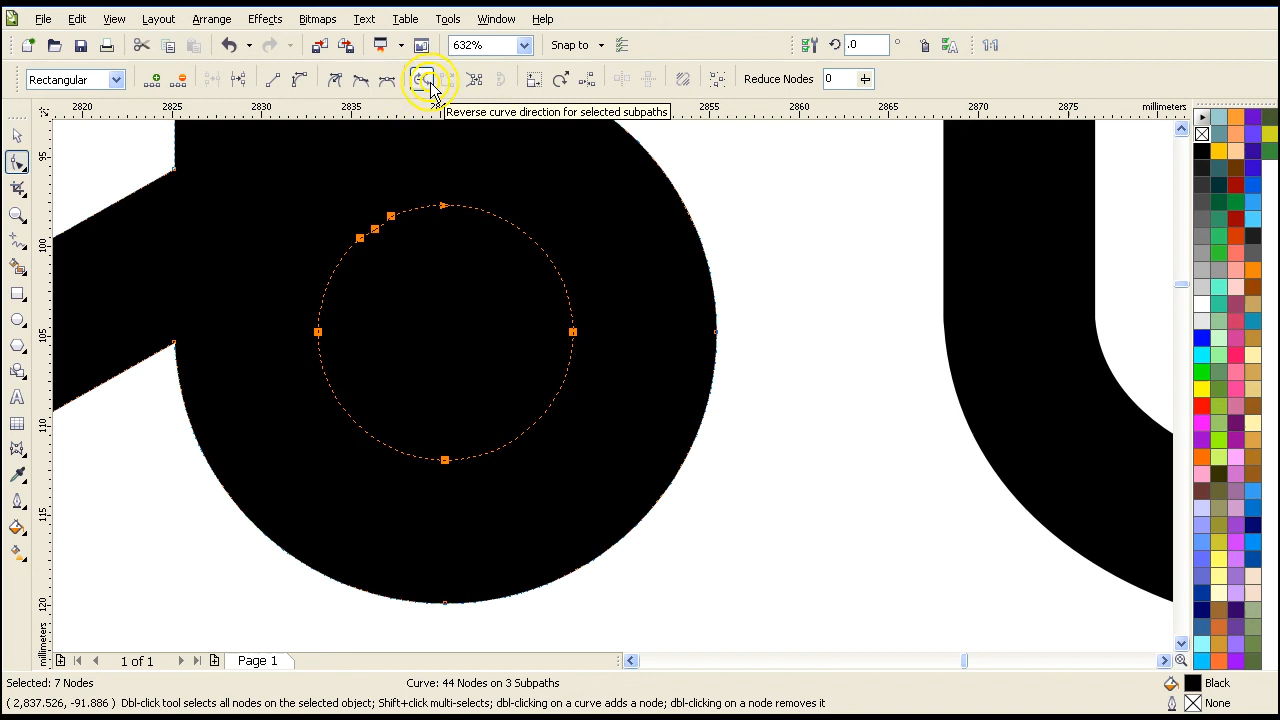 File Edit View Layout Arrange Effects Bitmaps Text Table Tools Window Help
632% Snap to .0 °
Rectangular Reduce Nodes 0
Reverse curve direction for selected subpaths
2820 2825 2830 2835 2855 2860 2865 2870 2875 millimeters
95
100
105
110
115
120
millimeters
1 of 1 Page 1
Selected: 7 Nodes Curve: 44 Nodes on 3 Subpaths Black
( 2,837.526, -91.886 ) Dbl-click tool selects all nodes on the selected object; Shift+click multi-selects; dbl-clicking on a curve adds a node; dbl-clicking on a node removes it None